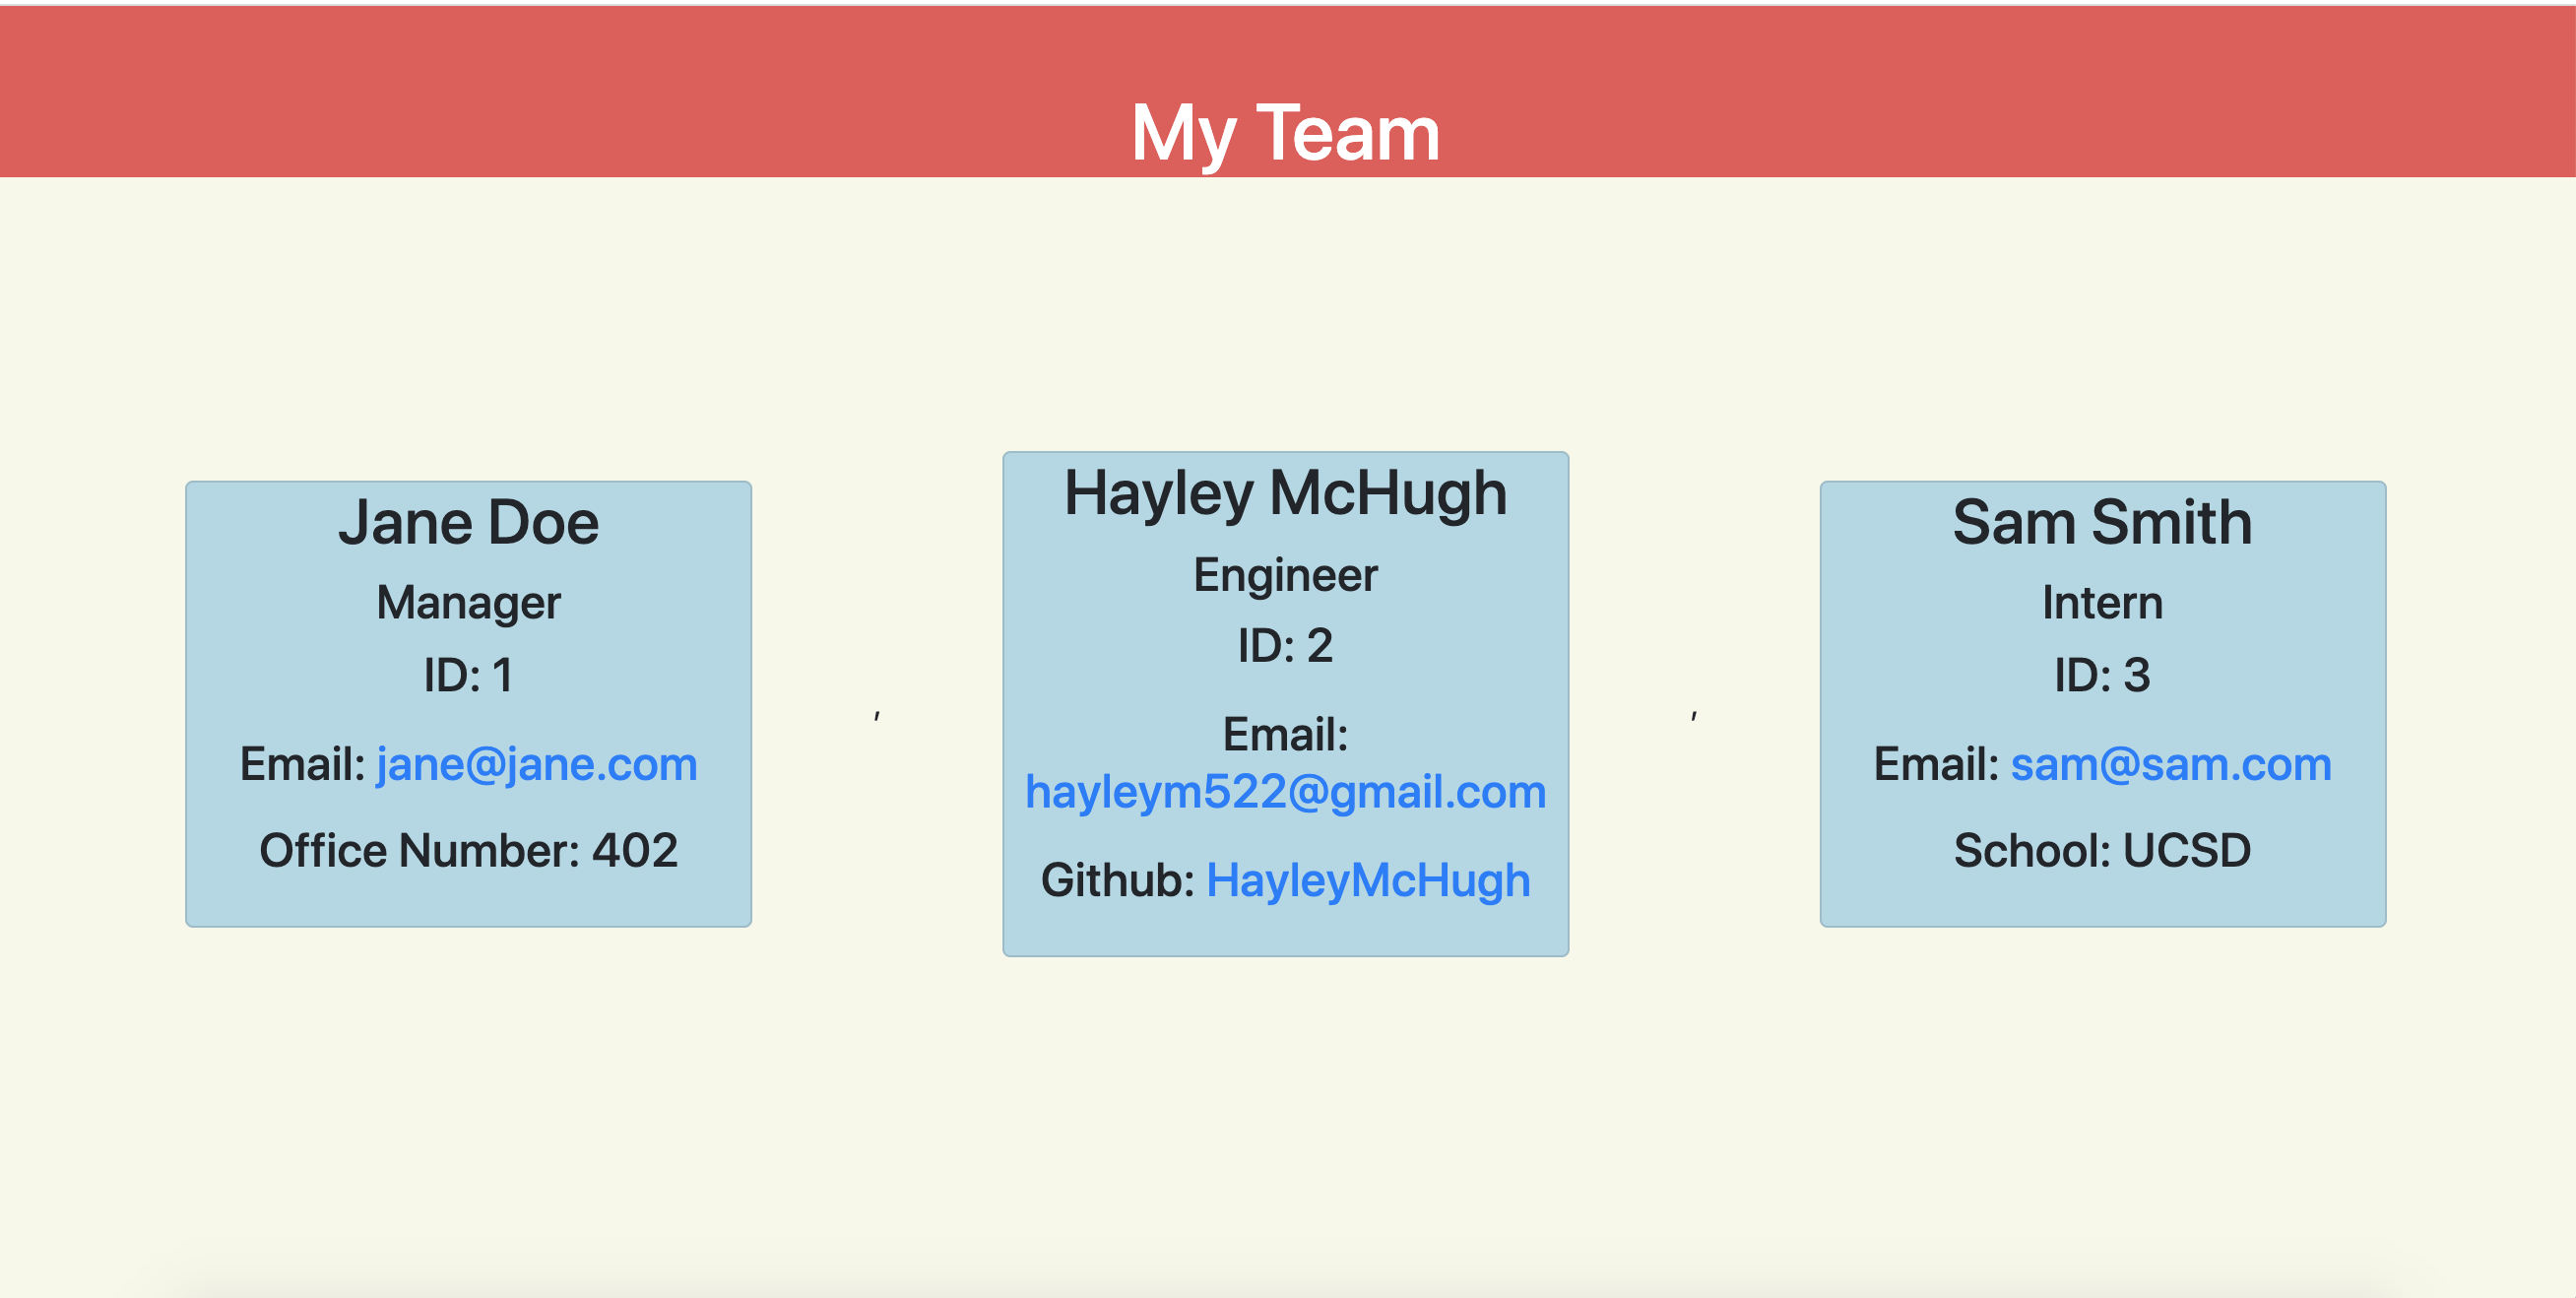 My Team
Jane Doe
Manager
ID: 1
Email: jane@jane.com
Office Number: 402
,
Hayley McHugh
Engineer
ID: 2
Email:
hayleym522@gmail.com
Github: HayleyMcHugh
,
Sam Smith
Intern
ID: 3
Email: sam@sam.com
School: UCSD